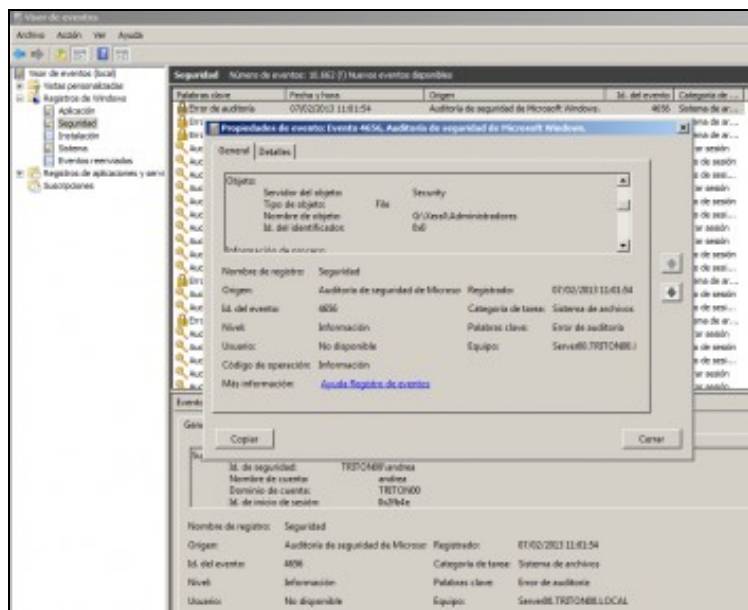 Visor de eventos
Archivo Acción Ver Ayuda
Visor de eventos (local)
Vistas personalizadas
Registros de Windows
Aplicación
Seguridad
Instalación
Sistema
Eventos reenviados
Registros de aplicaciones y servi
Suscripciones
Seguridad Número de eventos: 10.662 (!) Nuevos eventos disponibles
Palabras clave Fecha y hora Origen Id. del evento Categoría de ...
Error de auditoría 07/02/2013 11:01:54 Auditoría de seguridad de Microsoft Windows. 4656 Sistema de ar...
Propiedades de evento: Evento 4656, Auditoría de seguridad de Microsoft Windows.
General Detalles
Objeto:
Servidor del objeto: Security
Tipo de objeto: File
Nombre de objeto: G:\Xexal\Administradores
Id. del identificador: 0x0
Información de proceso:
Nombre de registro: Seguridad
Origen: Auditoría de seguridad de Microso Registrado: 07/02/2013 11:01:54
Id. del evento: 4656 Categoría de tarea: Sistema de archivos
Nivel: Información Palabras clave: Error de auditoría
Usuario: No disponible Equipo: Server00.TRITON00.l
Código de operación: Información
Más información: Ayuda Registro de eventos
Copiar Cerrar
Id. de seguridad: TRITON00\andrea
Nombre de cuenta: andrea
Dominio de cuenta: TRITON00
Id. de inicio de sesión:
Nombre de registro: Seguridad
Origen: Auditoría de seguridad de Microso Registrado: 07/02/2013 11:01:54
Id. del evento: 4656 Categoría de tarea: Sistema de archivos
Nivel: Información Palabras clave: Error de auditoría
Usuario: No disponible Equipo: Server00.TRITON00.LOCAL